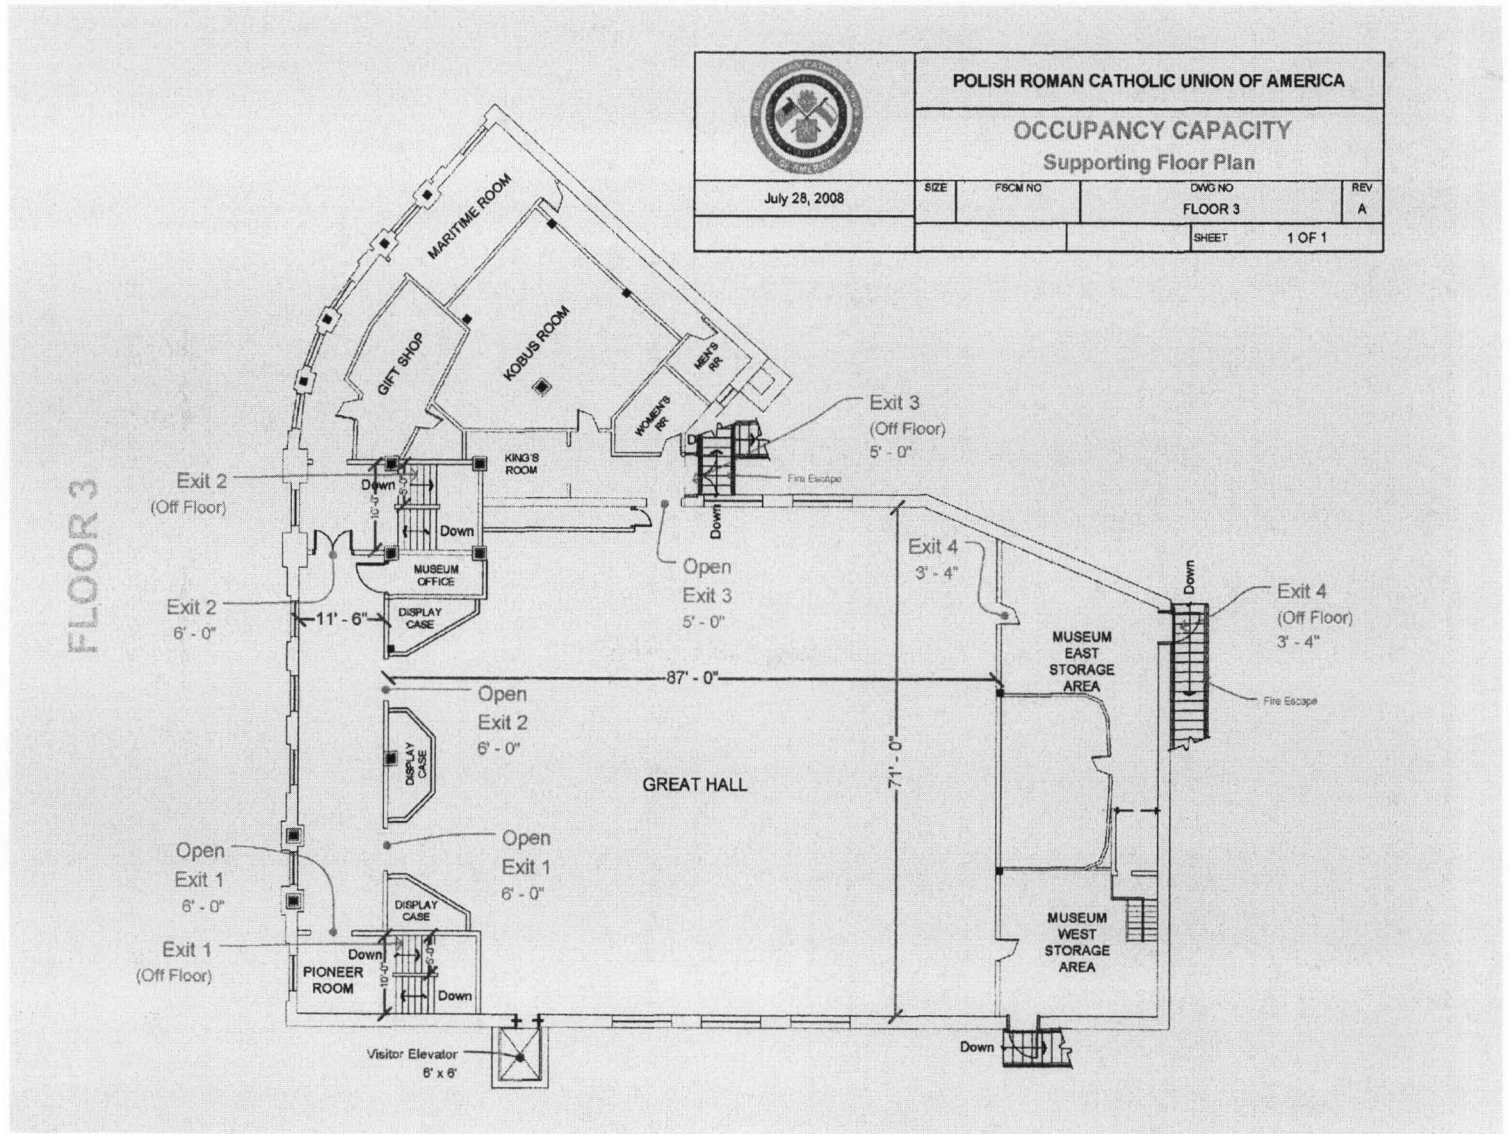 POLISH ROMAN CATHOLIC UNION OF AMERICA
OCCUPANCY CAPACITY
Supporting Floor Plan
July 28, 2008
SIZE
FSCM NO
DWG NO
REV
FLOOR 3
A
SHEET
1 OF 1
FLOOR 3
MARITIME ROOM
GIFT SHOP
KOBUS ROOM
MEN'S
RR
WOMEN'S
RR
Exit 3
(Off Floor)
5' - 0"
Fire Escape
Down
KING'S
ROOM
Exit 2
(Off Floor)
Down
10'-0"
Down
MUSEUM
OFFICE
Exit 2
6' - 0"
11' - 6"
DISPLAY
CASE
Open
Exit 3
5' - 0"
Exit 4
3' - 4"
Down
Exit 4
(Off Floor)
3' - 4"
Fire Escape
MUSEUM
EAST
STORAGE
AREA
87' - 0"
Open
Exit 2
6' - 0"
DISPLAY
CASE
71' - 0"
GREAT HALL
Open
Exit 1
6' - 0"
Open
Exit 1
6' - 0"
DISPLAY
CASE
Exit 1
(Off Floor)
PIONEER
ROOM
Down
10'-0"
Down
MUSEUM
WEST
STORAGE
AREA
Visitor Elevator
6' x 6'
Down